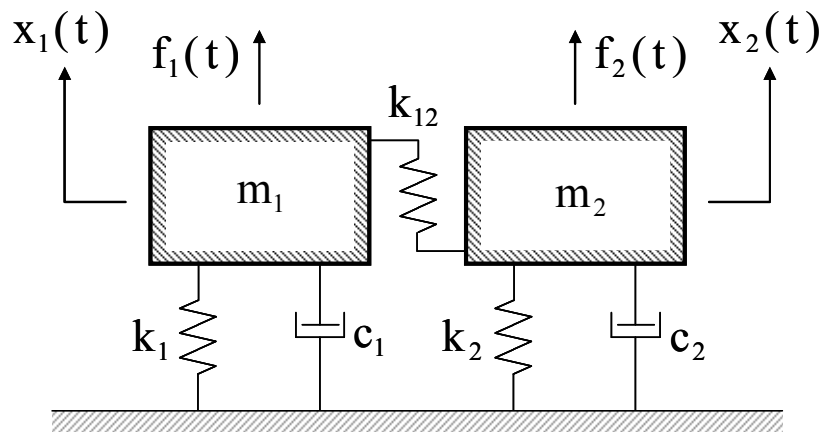 x₁(t) f₁(t) f₂(t) x₂(t)
k₁₂
m₁ m₂
k₁ c₁ k₂ c₂